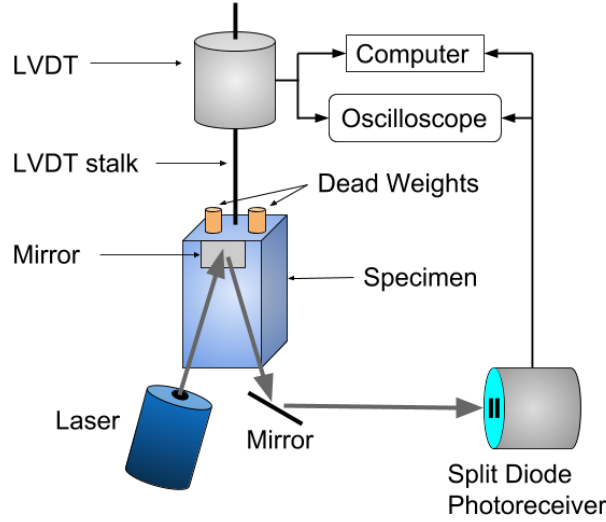 LVDT
Computer
Oscilloscope
LVDT stalk
Dead Weights
Mirror
Specimen
Laser
Mirror
Split Diode
Photoreceiver